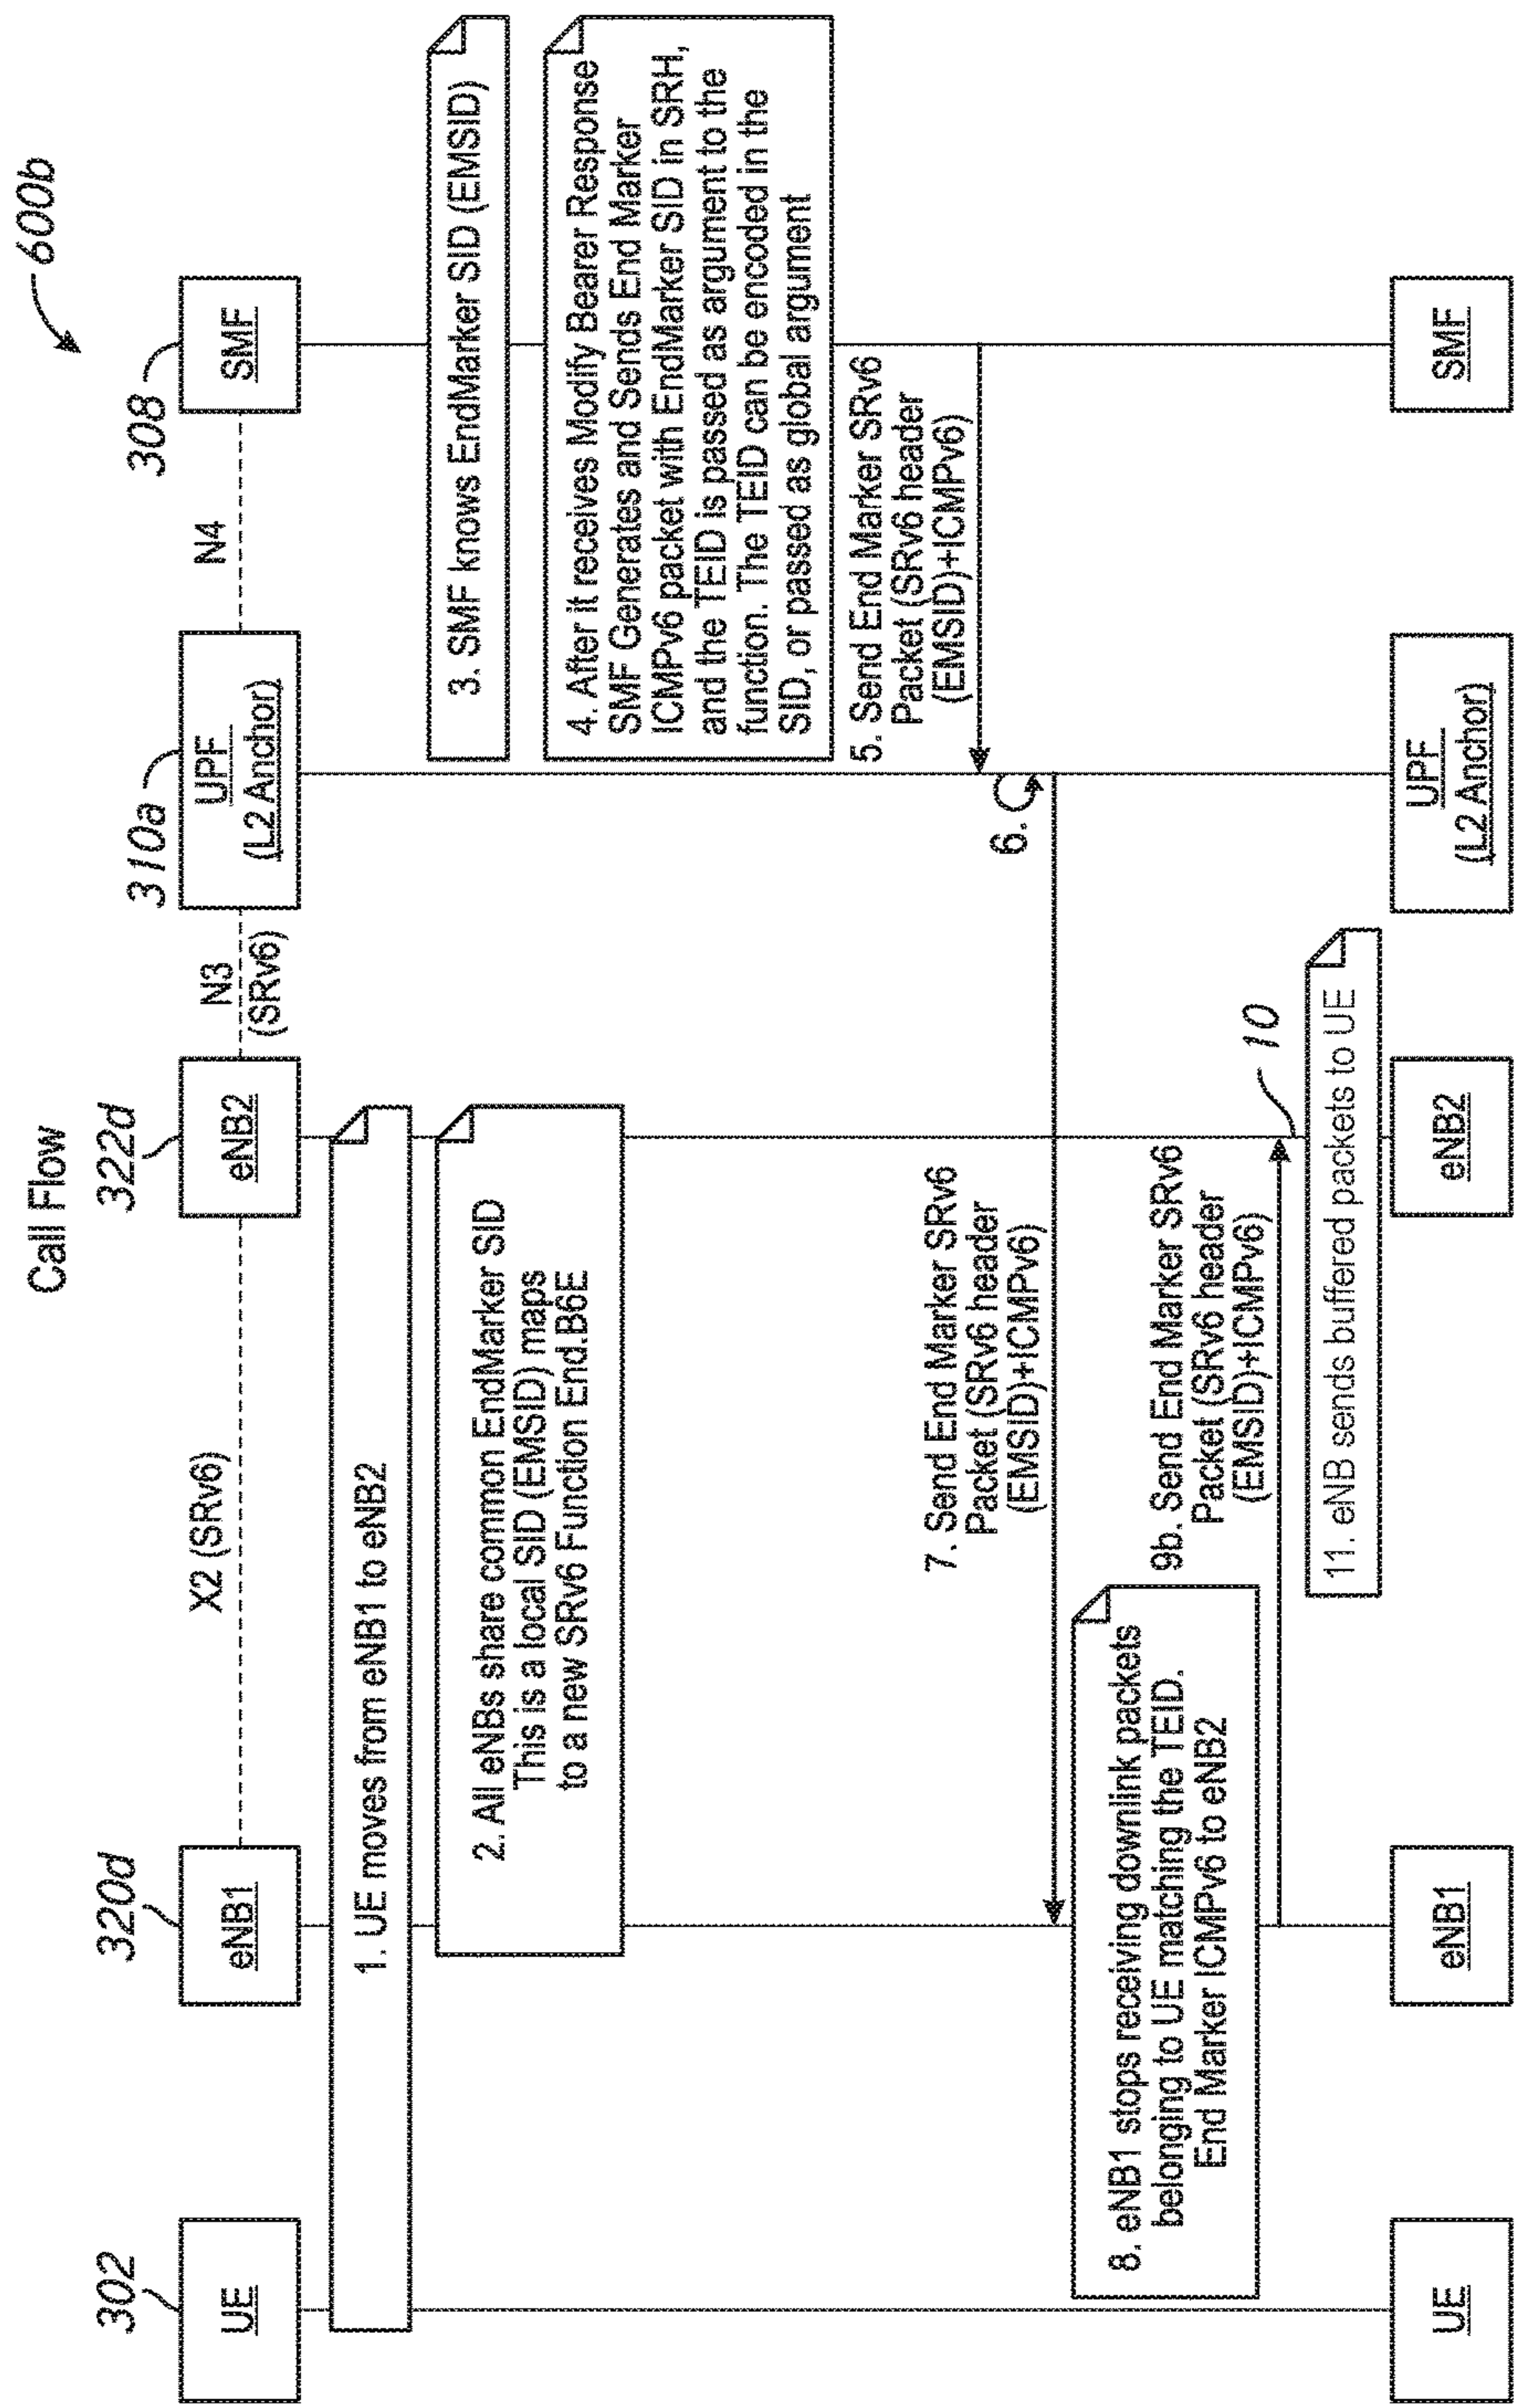 Call Flow
600b
302
320d
322d
310a
308
UE
eNB1
X2 (SRv6)
eNB2
N3
(SRv6)
UPF
(L2 Anchor)
N4
SMF
1. UE moves from eNB1 to eNB2
2. All eNBs share common EndMarker SID
This is a local SID (EMSID) maps
to a new SRv6 Function End.B6E
3. SMF knows EndMarker SID (EMSID)
4. After it receives Modify Bearer Response
SMF Generates and Sends End Marker
ICMPv6 packet with EndMarker SID in SRH,
and the TEID is passed as argument to the
function. The TEID can be encoded in the
SID, or passed as global argument
5. Send End Marker SRv6
Packet (SRv6 header
(EMSID)+ICMPv6)
6.
7. Send End Marker SRv6
Packet (SRv6 header
(EMSID)+ICMPv6)
8. eNB1 stops receiving downlink packets
belonging to UE matching the TEID.
End Marker ICMPv6 to eNB2
9b. Send End Marker SRv6
Packet (SRv6 header
(EMSID)+ICMPv6)
10
11. eNB sends buffered packets to UE
UE
eNB1
eNB2
UPF
(L2 Anchor)
SMF